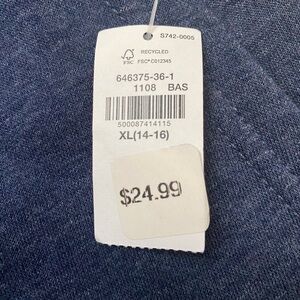 S742-0005
RECYCLED
FSC FSC® C012345
646375-36-1
1108 BAS
500087414115
XL(14-16)
$24.99